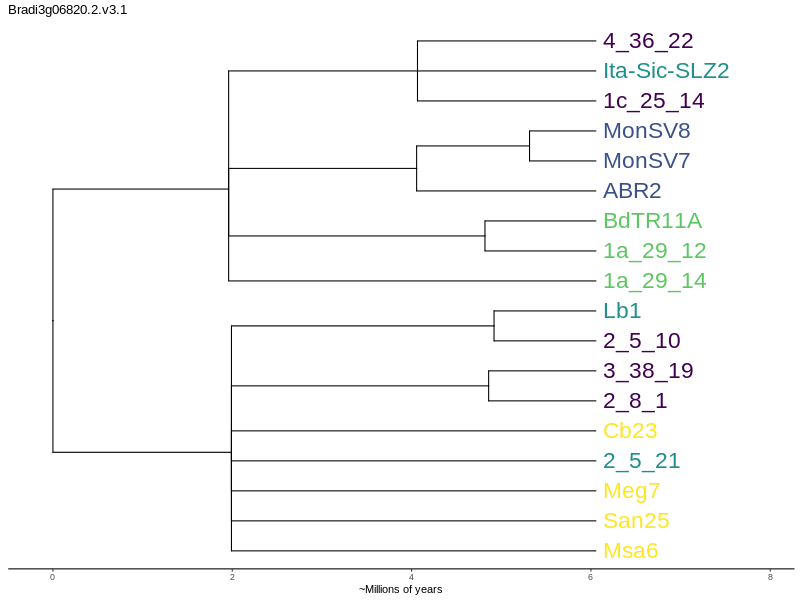 Bradi3g06820.2.v3.1
4_36_22
Ita-Sic-SLZ2
1c_25_14
MonSV8
MonSV7
ABR2
BdTR11A
1a_29_12
1a_29_14
Lb1
2_5_10
3_38_19
2_8_1
Cb23
2_5_21
Meg7
San25
Msa6
0 2 4 6 8
~Millions of years